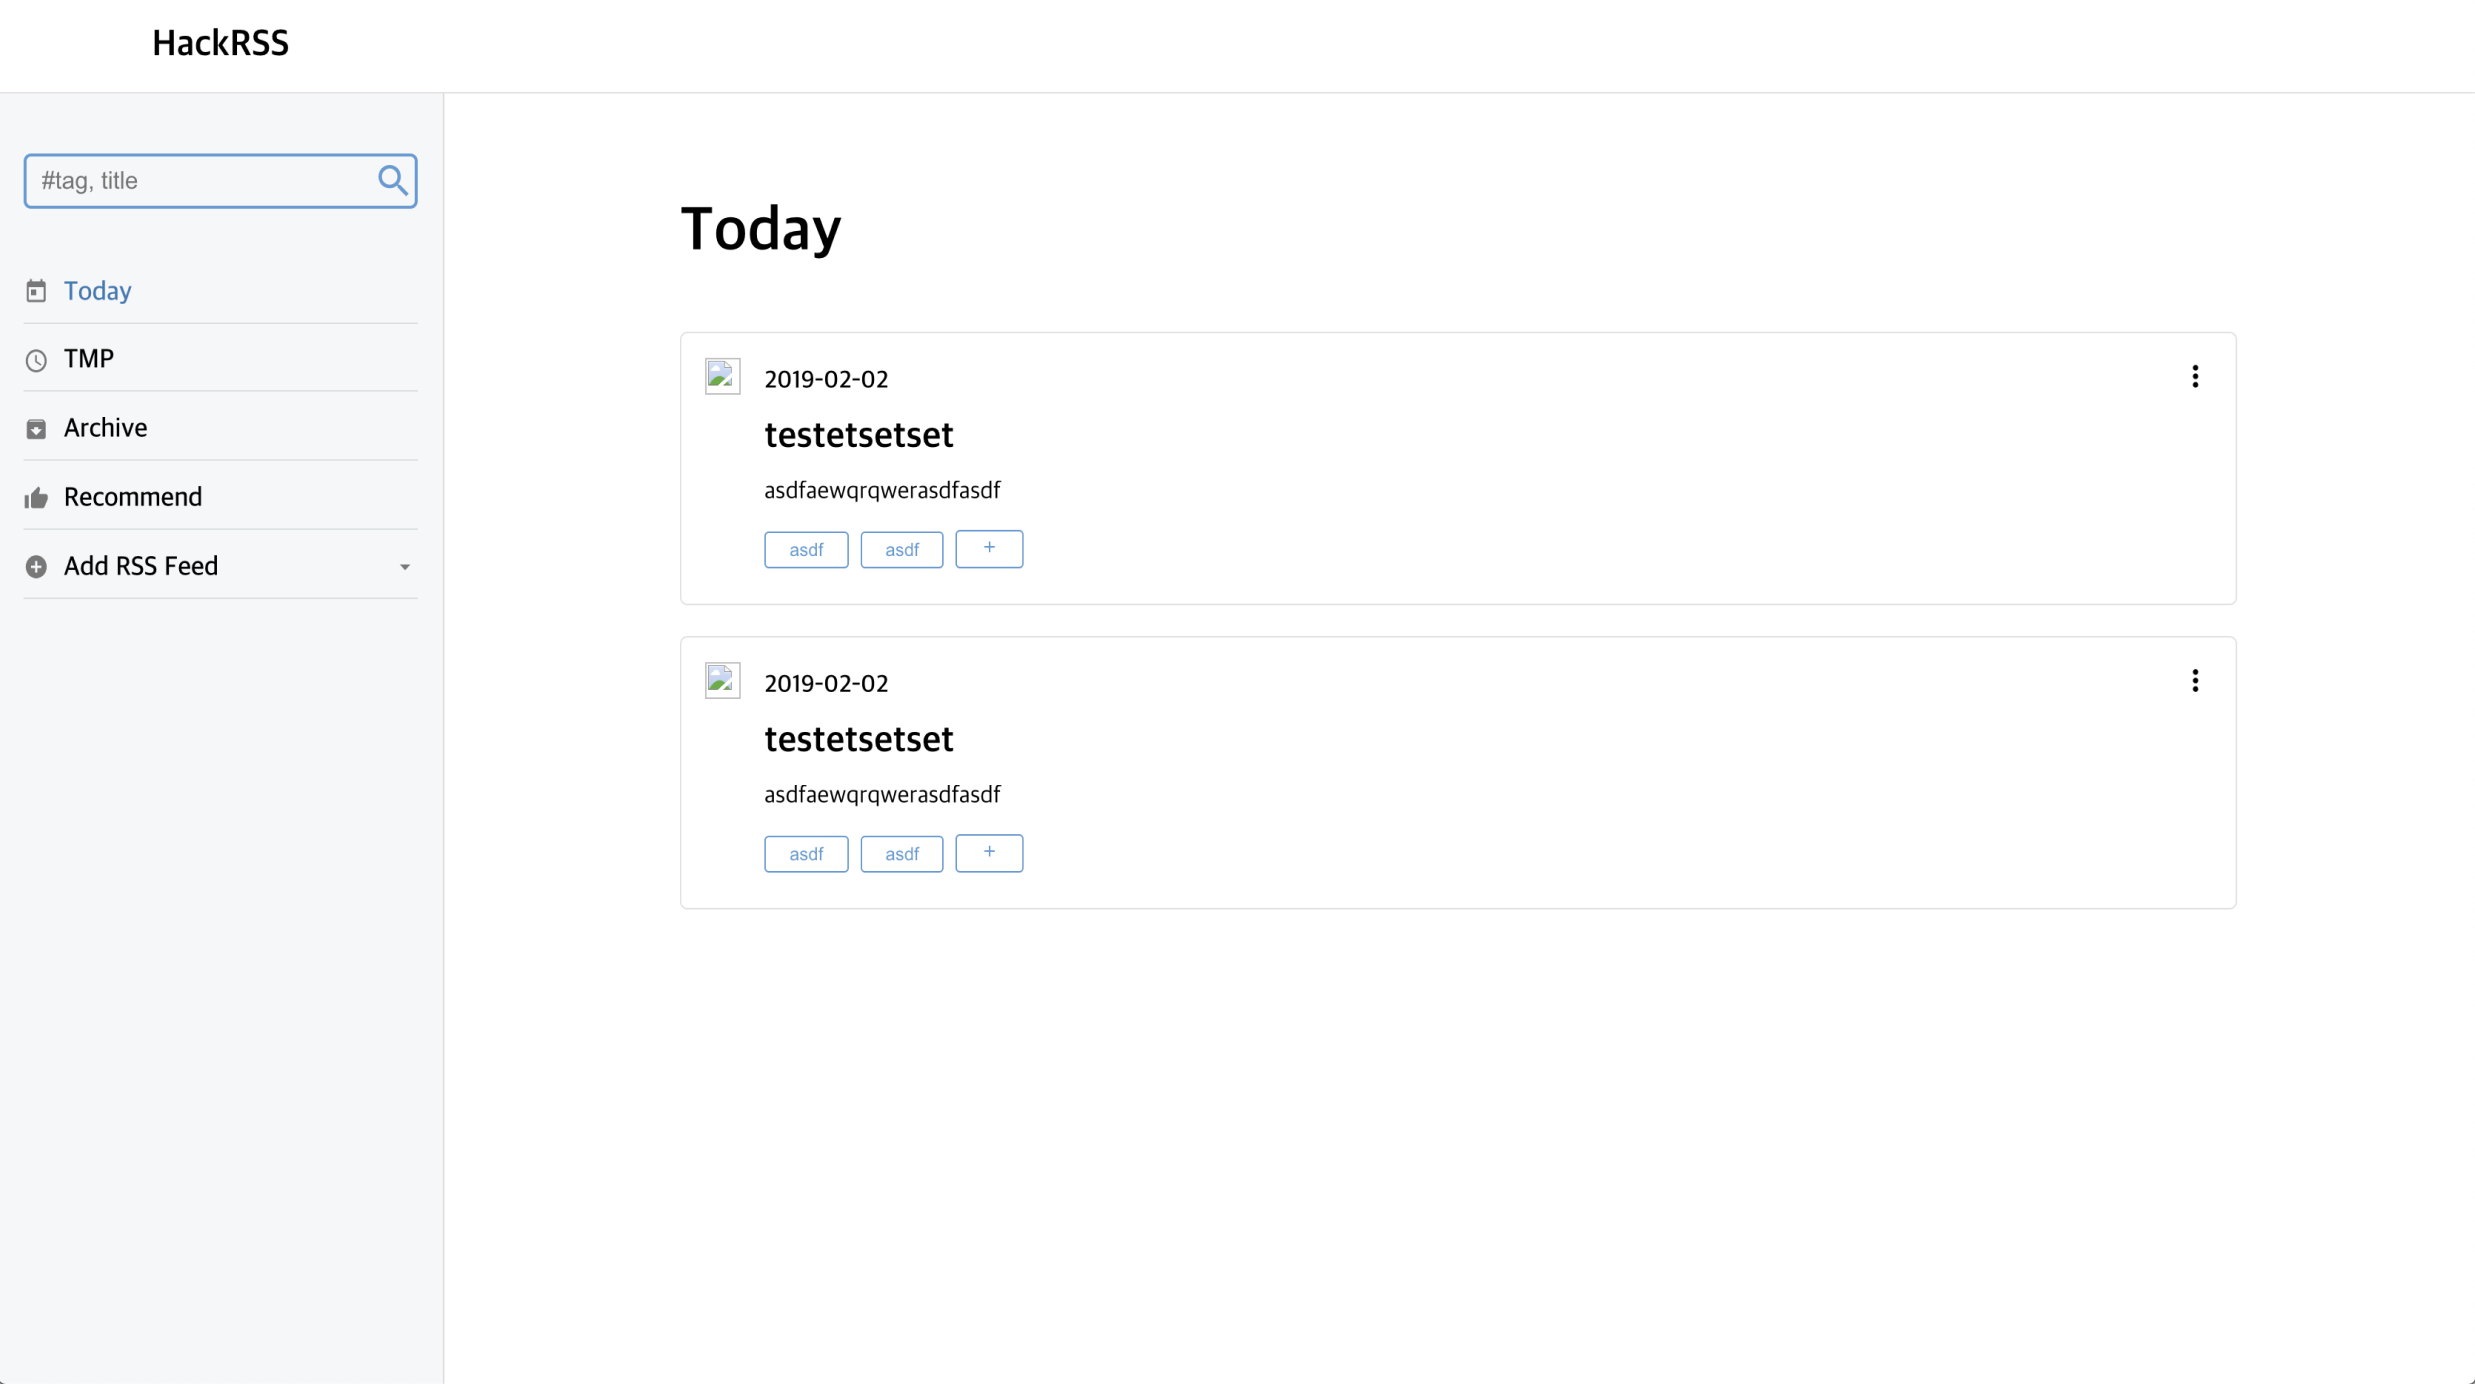 HackRSS
#tag, title
Today
TMP
Archive
Recommend
Add RSS Feed
Today
2019-02-02
testetsetset
asdfaewqrqwerasdfasdf
asdf asdf +
2019-02-02
testetsetset
asdfaewqrqwerasdfasdf
asdf asdf +